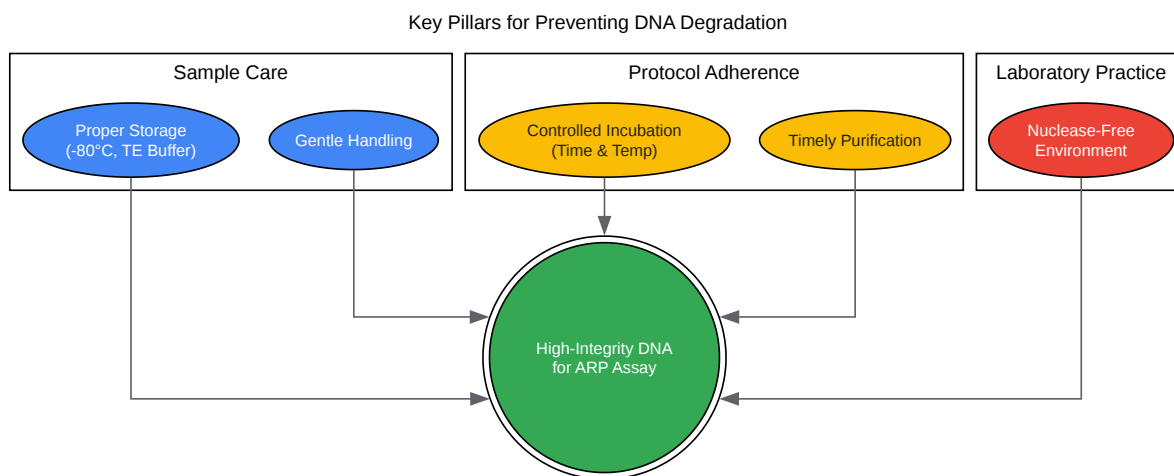 Key Pillars for Preventing DNA Degradation
Sample Care
Proper Storage
(-80°C, TE Buffer)
Gentle Handling
Protocol Adherence
Controlled Incubation
(Time & Temp)
Timely Purification
Laboratory Practice
Nuclease-Free
Environment
High-Integrity DNA
for ARP Assay